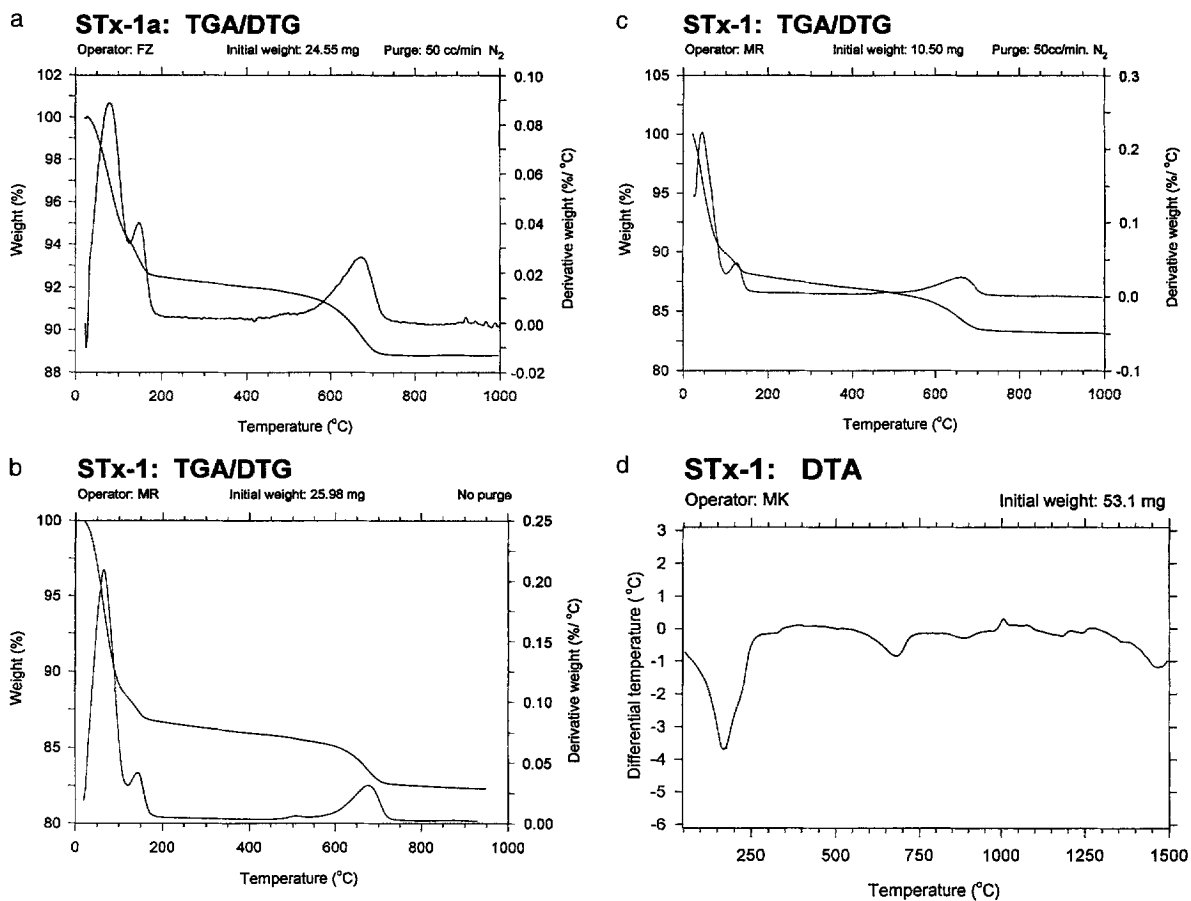 a
STx-1a: TGA/DTG
Operator: FZ Initial weight: 24.55 mg Purge: 50 cc/min N2
102
100
98
96
94
92
90
88
Weight (%)
0.10
0.08
0.06
0.04
0.02
0.00
-0.02
Derivative weight (%/ °C)
0 200 400 600 800 1000
Temperature (°C)
b
STx-1: TGA/DTG
Operator: MR Initial weight: 25.98 mg No purge
100
95
90
85
80
Weight (%)
0.25
0.20
0.15
0.10
0.05
0.00
Derivative weight (%/ °C)
0 200 400 600 800 1000
Temperature (°C)
c
STx-1: TGA/DTG
Operator: MR Initial weight: 10.50 mg Purge: 50cc/min. N2
105
100
95
90
85
80
Weight (%)
0.3
0.2
0.1
0.0
-0.1
Derivative weight (%/ °C)
0 200 400 600 800 1000
Temperature (°C)
d
STx-1: DTA
Operator: MK Initial weight: 53.1 mg
3
2
1
0
-1
-2
-3
-4
-5
-6
Differential temperature (°C)
250 500 750 1000 1250 1500
Temperature (°C)